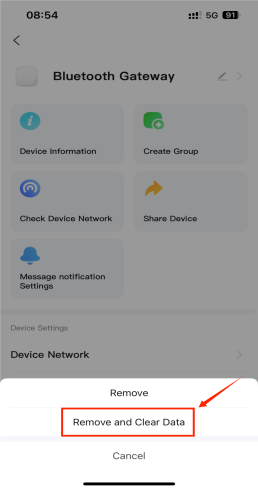 08:54 5G 91
Bluetooth Gateway
Device Information Create Group
Check Device Network Share Device
Message notification
Settings
Device Settings
Device Network
Remove
Remove and Clear Data
Cancel